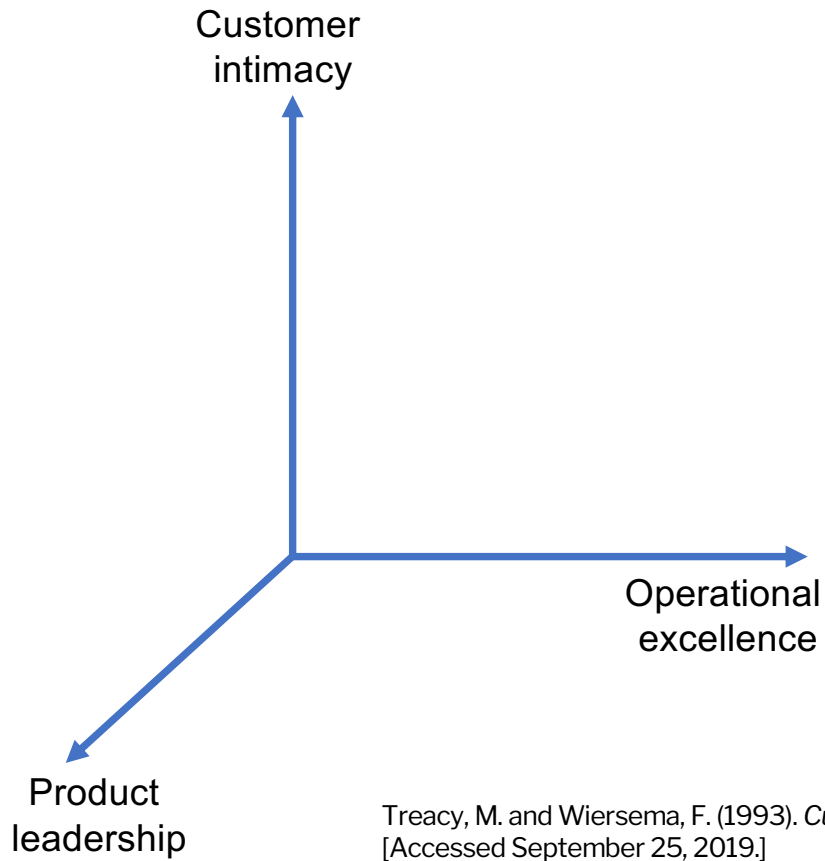 Customer
intimacy
Operational
excellence
Product
leadership
Treacy, M. and Wiersema, F. (1993).
[Accessed September 25, 2019.]